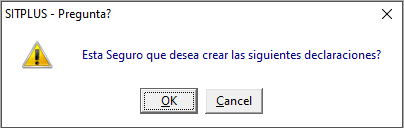 SITPLUS - Pregunta?
Esta Seguro que desea crear las siguientes declaraciones?
OK Cancel